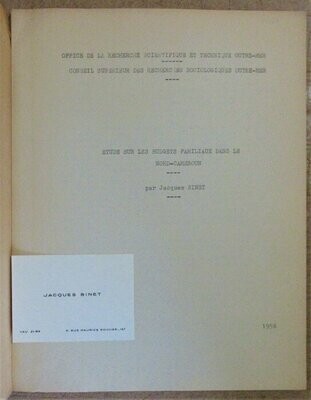 OFFICE DE LA RECHERCHE SCIENTIFIQUE ET TECHNIQUE OUTRE-MER
CONSEIL SUPERIEUR DES RECHERCHES SOCIOLOGIQUES OUTRE-MER
ETUDE SUR LES BUDGETS FAMILIAUX DANS LE
NORD-CAMEROUN
par Jacques BINET
JACQUES BINET
1956